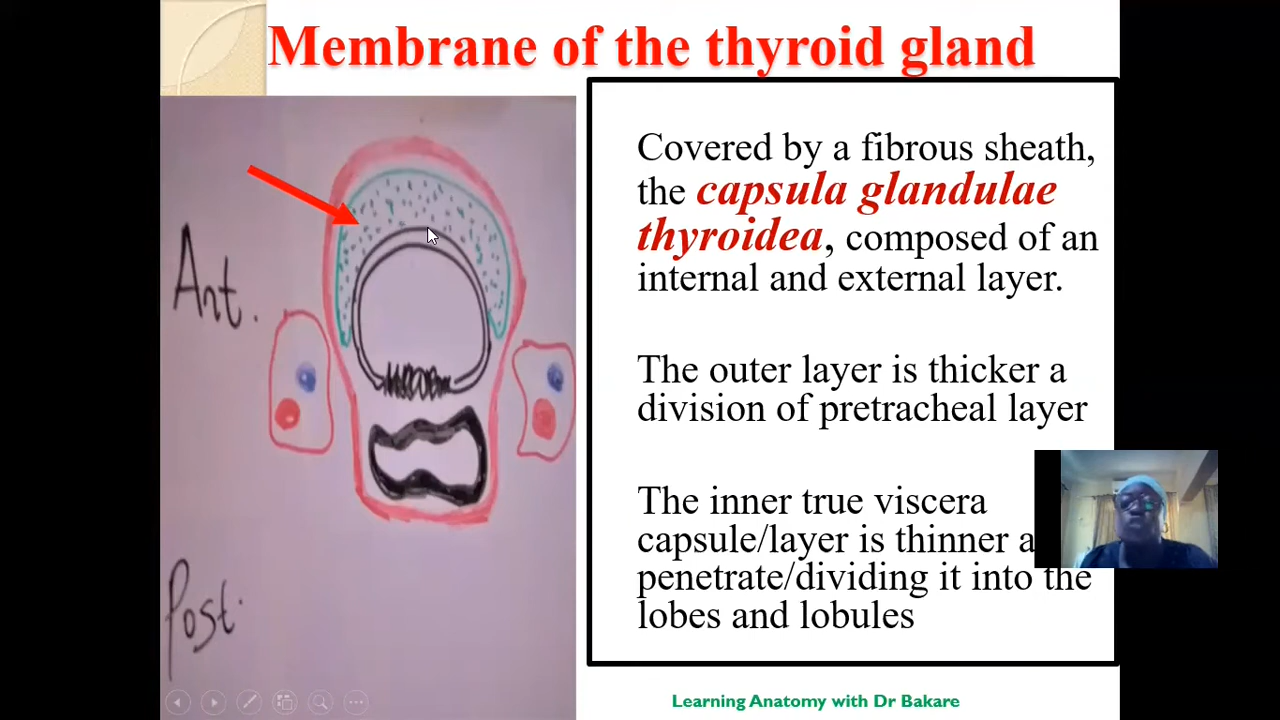 Membrane of the thyroid gland
Ant.
Post.
Covered by a fibrous sheath,
the capsula glandulae
thyroidea, composed of an
internal and external layer.
The outer layer is thicker a
division of pretracheal layer
The inner true viscera
capsule/layer is thinner a
penetrate/dividing it into the
lobes and lobules
Learning Anatomy with Dr Bakare